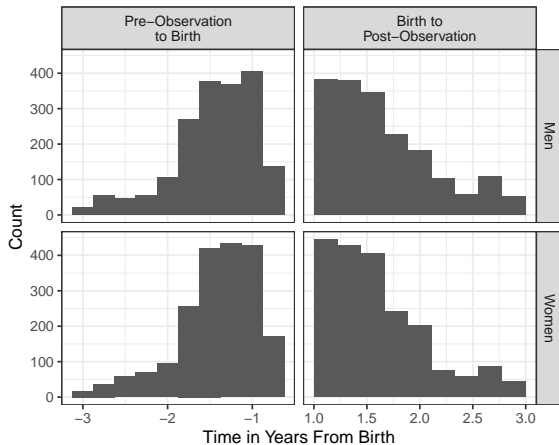 Pre−Observation
to Birth
Birth to
Post−Observation
Count
400
300
200
100
0
Men
400
300
200
100
0
Women
−3
−2
−1
1.0
1.5
2.0
2.5
3.0
Time in Years From Birth